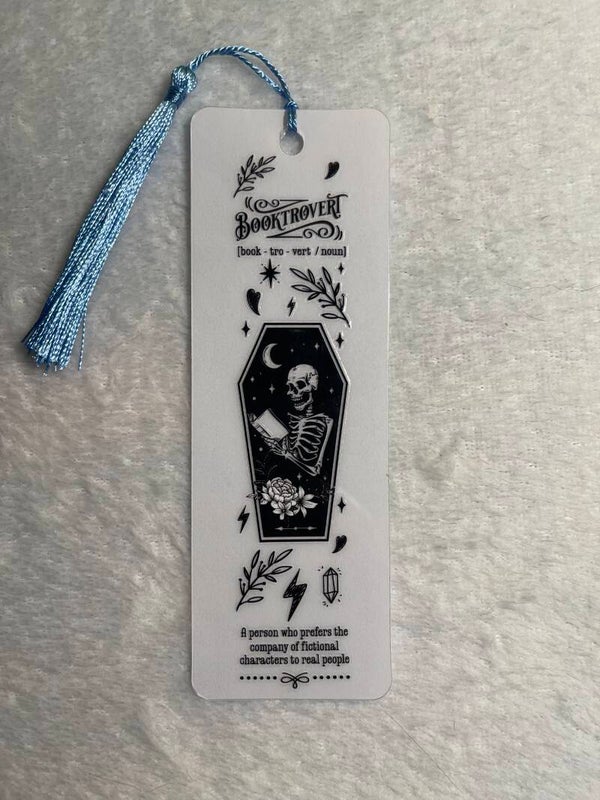 Booktrovert
[book - tro - vert / noun]
A person who prefers the
company of fictional
characters to real people